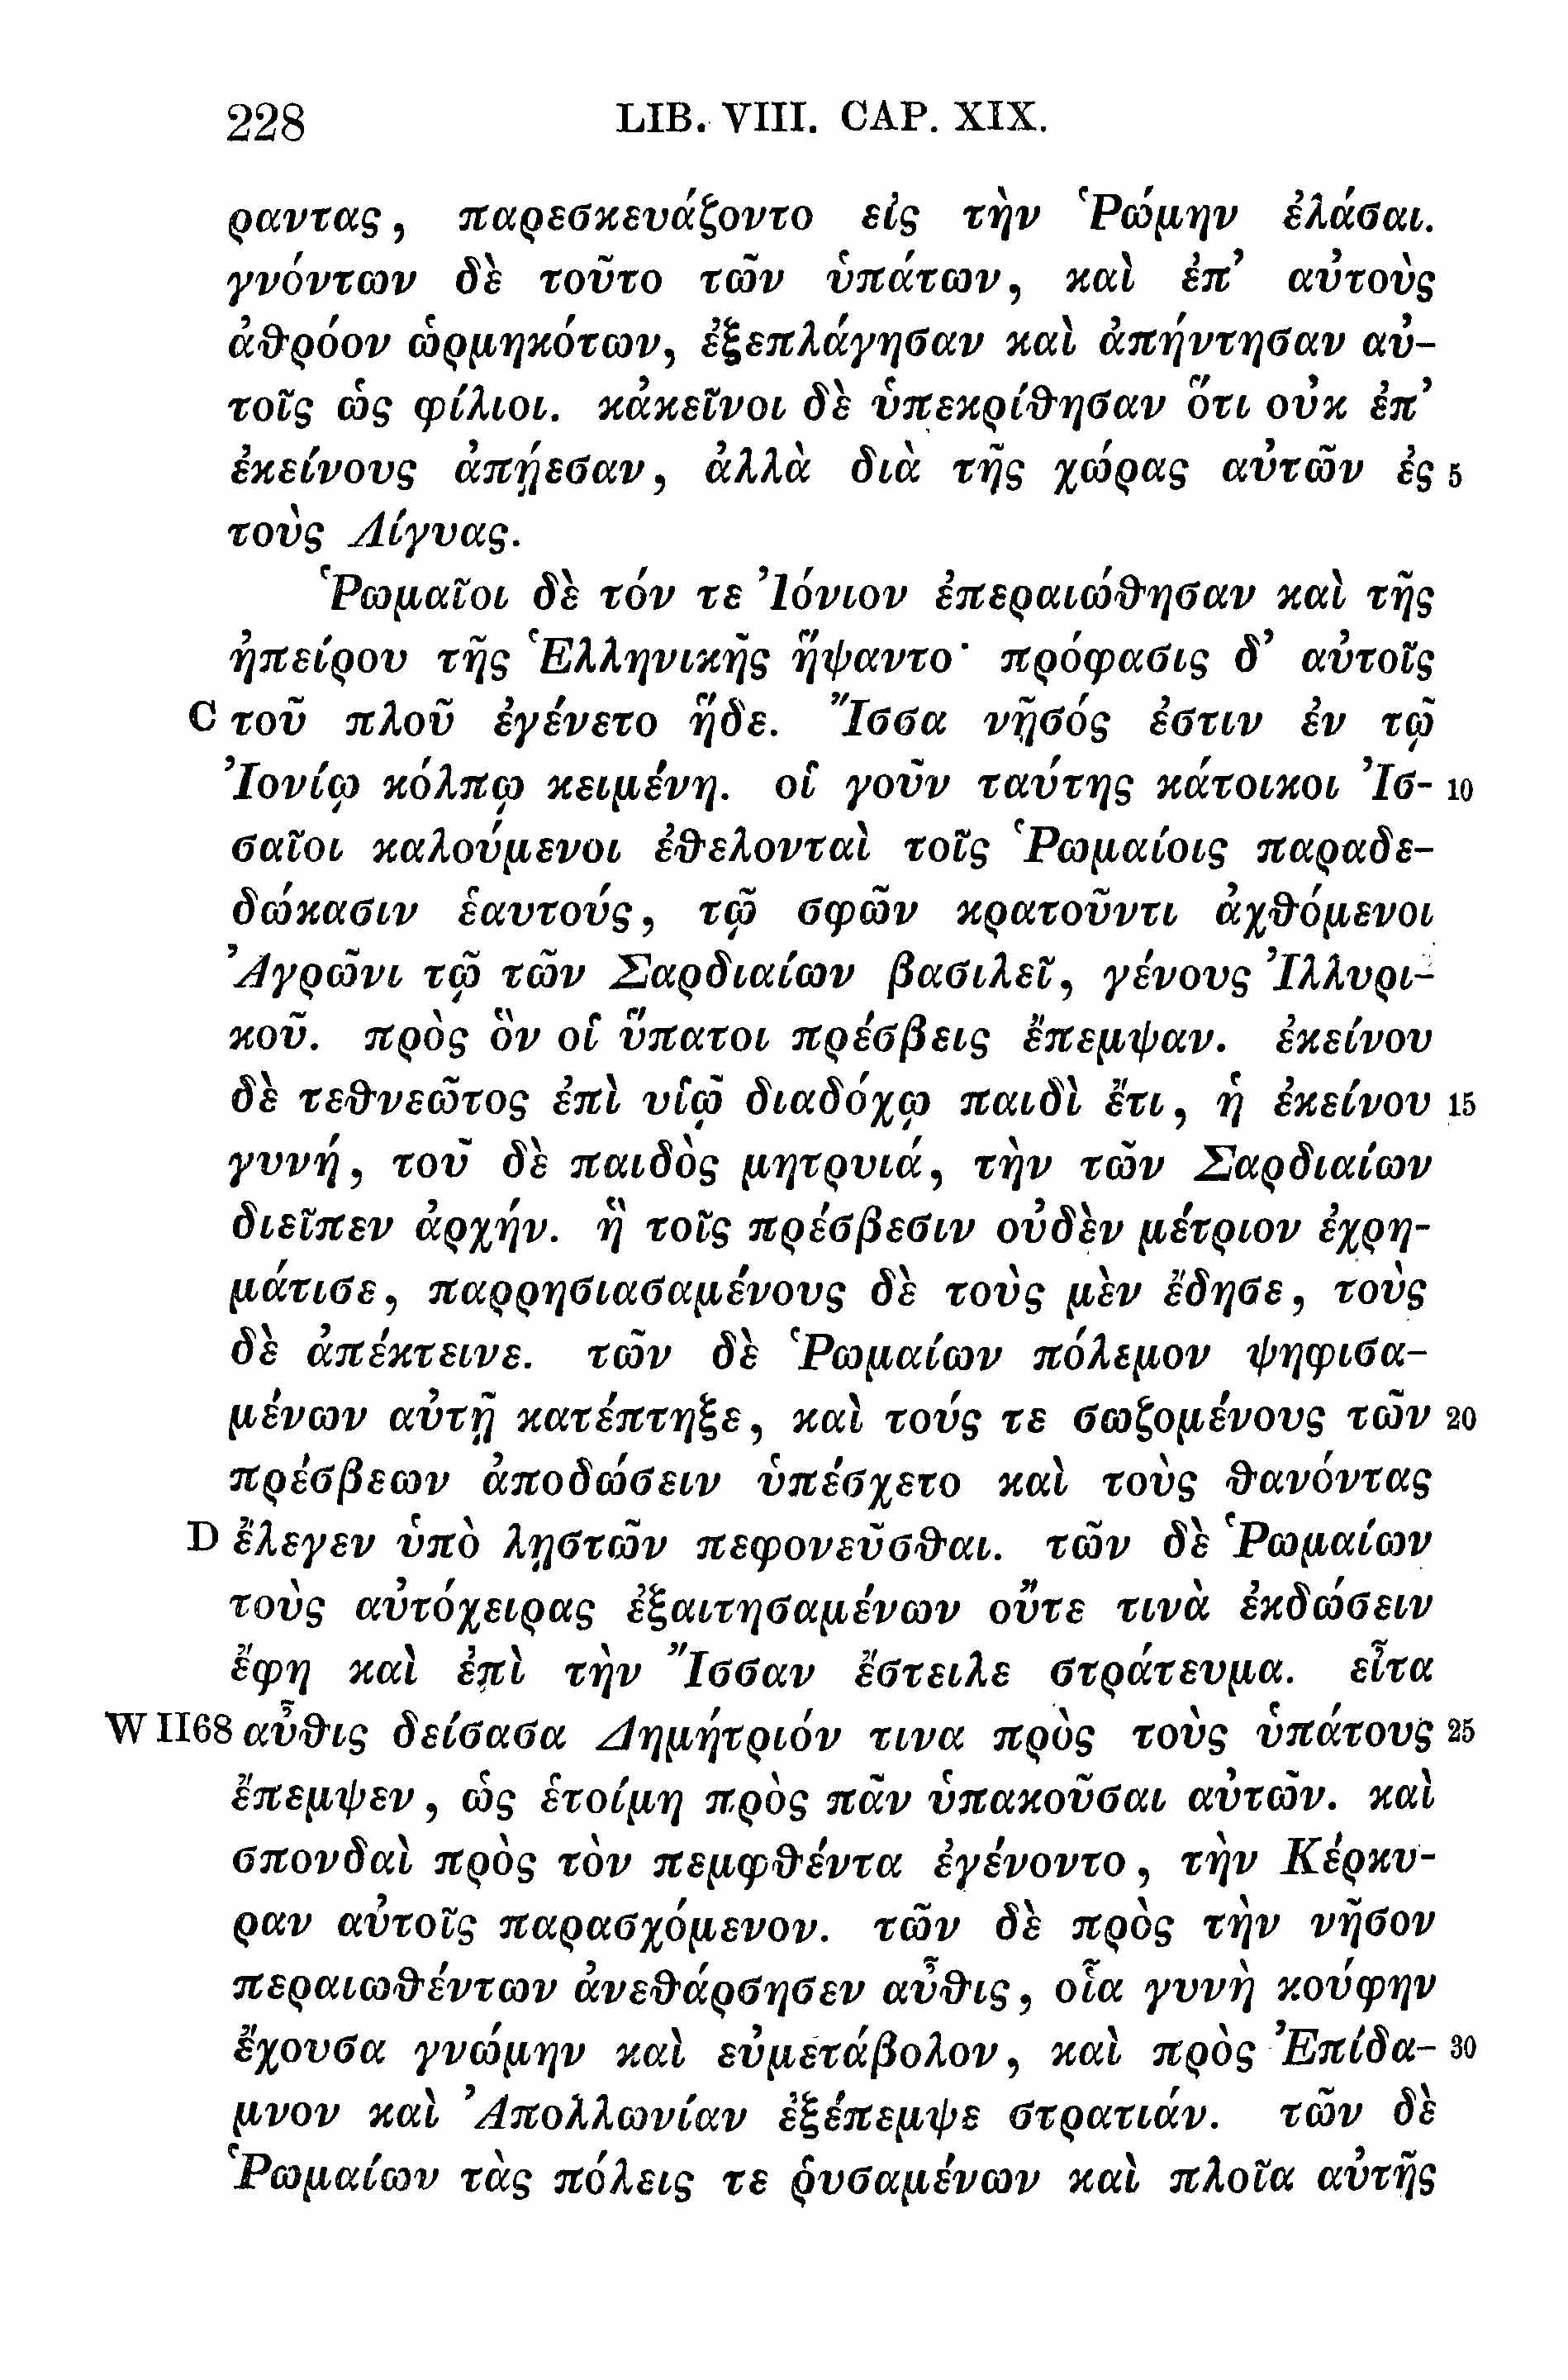 228 LIB. VIII. CAP. XIX.
ραντας, παρεσκευάζοντο εἰς τὴν Ῥώμην ἐλάσαι.
γνόντων δὲ τοῦτο τῶν ὑπάτων, καὶ ἐπ’ αὐτοὺς
ἀθρόον ὡρμηκότων, ἐξεπλάγησαν καὶ ἀπήντησαν αὐ-
τοῖς ὡς φίλιοι. κἀκεῖνοι δὲ ὑπεκρίθησαν ὅτι οὐκ ἐπ’
ἐκείνους ἀπῄεσαν, ἀλλὰ διὰ τῆς χώρας αὐτῶν ἐς 5
τοὺς Λίγυας.
Ῥωμαῖοι δὲ τόν τε Ἰόνιον ἐπεραιώθησαν καὶ τῆς
ἠπείρου τῆς Ἑλληνικῆς ἥψαντο· πρόφασις δ’ αὐτοῖς
C τοῦ πλοῦ ἐγένετο ἥδε. Ἴσσα νῆσός ἐστιν ἐν τῷ
Ἰονίῳ κόλπῳ κειμένη. οἱ γοῦν ταύτης κάτοικοι Ἰσ- 10
σαῖοι καλούμενοι ἐθελονταὶ τοῖς Ῥωμαίοις παραδε-
δώκασιν ἑαυτούς, τῷ σφῶν κρατοῦντι ἀχθόμενοι
Ἀγρῶνι τῷ τῶν Σαρδιαίων βασιλεῖ, γένους Ἰλλυρι-
κοῦ. πρὸς ὃν οἱ ὕπατοι πρέσβεις ἔπεμψαν. ἐκείνου
δὲ τεθνεῶτος ἐπὶ υἱῷ διαδόχῳ παιδὶ ἔτι, ἡ ἐκείνου 15
γυνή, τοῦ δὲ παιδὸς μητρυιά, τὴν τῶν Σαρδιαίων
διεῖπεν ἀρχήν. ἣ τοῖς πρέσβεσιν οὐδὲν μέτριον ἐχρη-
μάτισε, παρρησιασαμένους δὲ τοὺς μὲν ἔδησε, τοὺς
δὲ ἀπέκτεινε. τῶν δὲ Ῥωμαίων πόλεμον ψηφισα-
μένων αὐτῇ κατέπτηξε, καὶ τούς τε σωζομένους τῶν 20
πρέσβεων ἀποδώσειν ὑπέσχετο καὶ τοὺς θανόντας
D ἔλεγεν ὑπὸ λῃστῶν πεφονεῦσθαι. τῶν δὲ Ῥωμαίων
τοὺς αὐτόχειρας ἐξαιτησαμένων οὔτε τινὰ ἐκδώσειν
ἔφη καὶ ἐπὶ τὴν Ἴσσαν ἔστειλε στράτευμα. εἶτα
W II68 αὖθις δείσασα Δημήτριόν τινα πρὸς τοὺς ὑπάτους 25
ἔπεμψεν, ὡς ἑτοίμη πρὸς πᾶν ὑπακοῦσαι αὐτῶν. καὶ
σπονδαὶ πρὸς τὸν πεμφθέντα ἐγένοντο, τὴν Κέρκυ-
ραν αὐτοῖς παρασχόμενον. τῶν δὲ πρὸς τὴν νῆσον
περαιωθέντων ἀνεθάρσησεν αὖθις, οἷα γυνὴ κούφην
ἔχουσα γνώμην καὶ εὐμετάβολον, καὶ πρὸς Ἐπίδα- 30
μνον καὶ Ἀπολλωνίαν ἐξέπεμψε στρατιάν. τῶν δὲ
Ῥωμαίων τὰς πόλεις τε ῥυσαμένων καὶ πλοῖα αὐτῆς